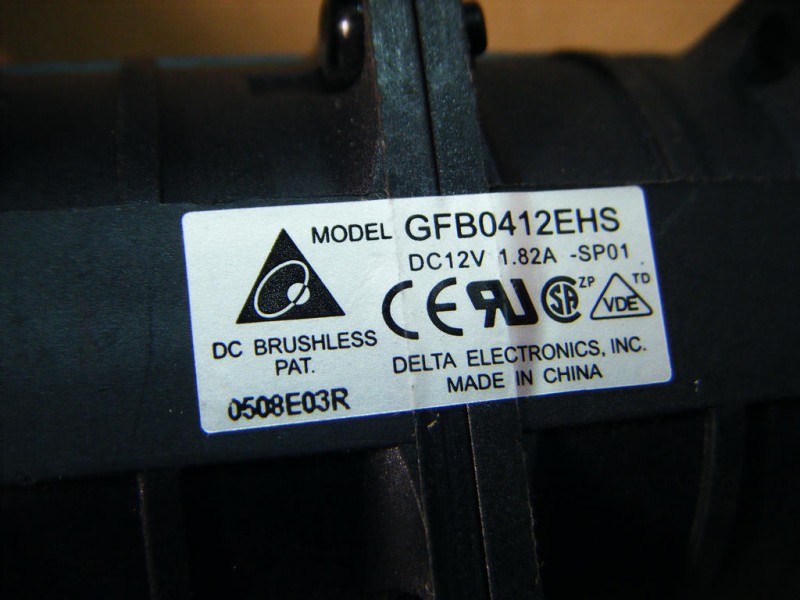 MODEL GFB0412EHS
DC12V 1.82A -SP01
CE RU SA ZP VDE TD
DC BRUSHLESS
PAT.
DELTA ELECTRONICS, INC.
MADE IN CHINA
0508E03R